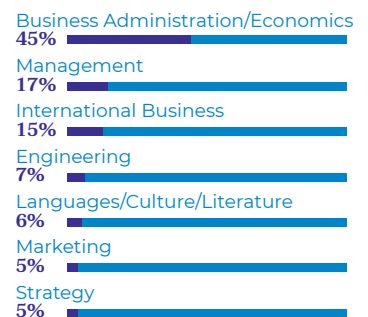 Business Administration/Economics
45%
Management
17%
International Business
15%
Engineering
7%
Languages/Culture/Literature
6%
Marketing
5%
Strategy
5%